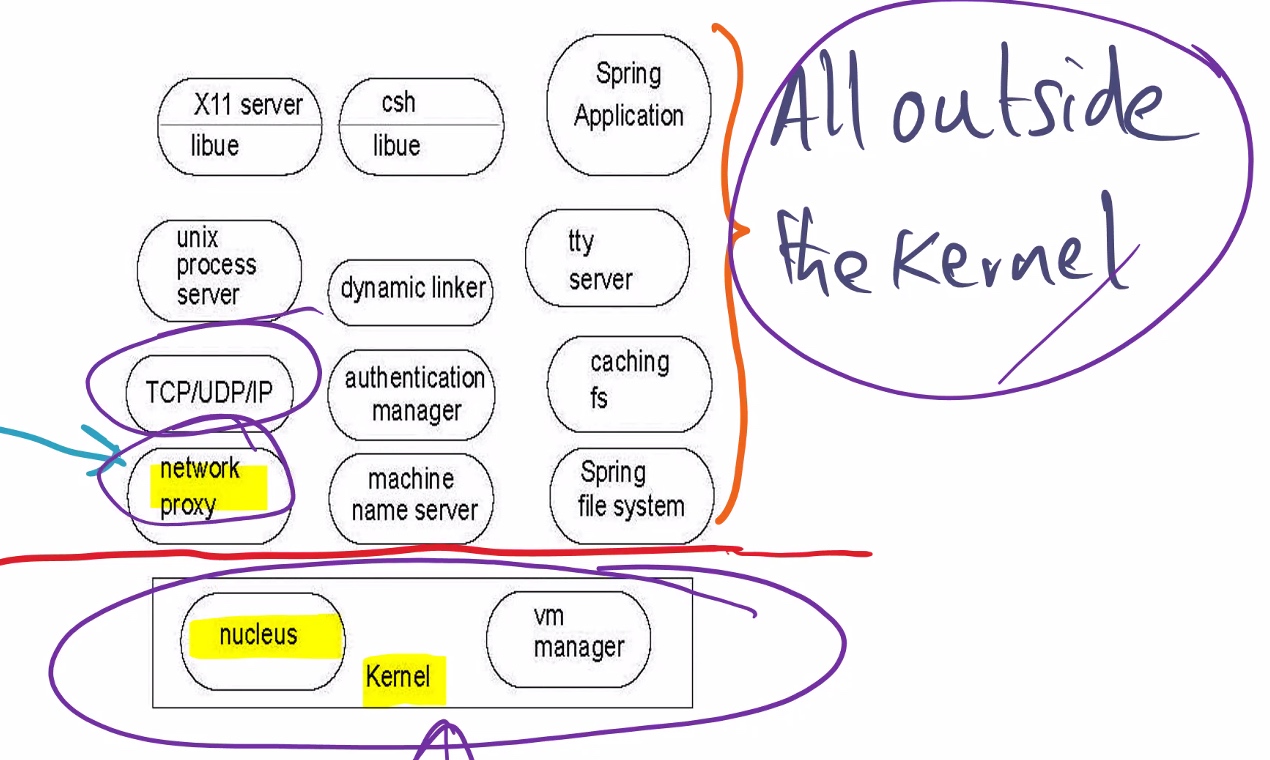 X11 server
libue
csh
libue
Spring
Application
All outside
the Kernel
unix
process
server
dynamic linker
tty
server
TCP/UDP/IP
authentication
manager
caching
fs
network
proxy
machine
name server
Spring
file system
nucleus
Kernel
vm
manager